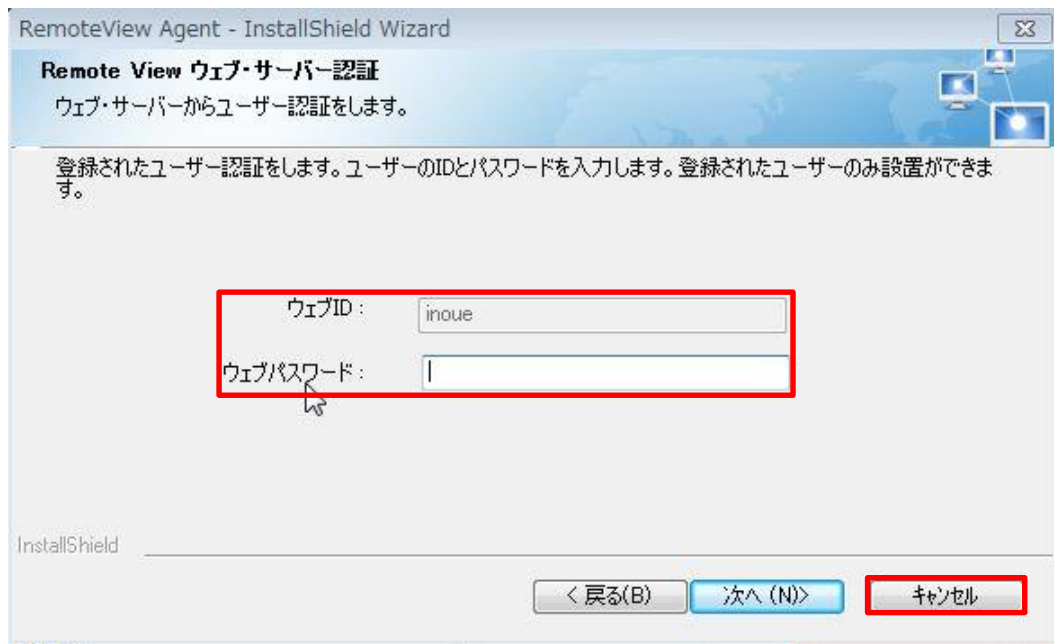 RemoteView Agent - InstallShield Wizard
Remote View ウェブ・サーバー認証
ウェブ・サーバーからユーザー認証をします。
登録されたユーザー認証をします。ユーザーのIDとパスワードを入力します。登録されたユーザーのみ設置ができま
す。
ウェブID :
inoue
ウェブパスワード :
InstallShield
< 戻る(B)
次へ (N)>
キャンセル